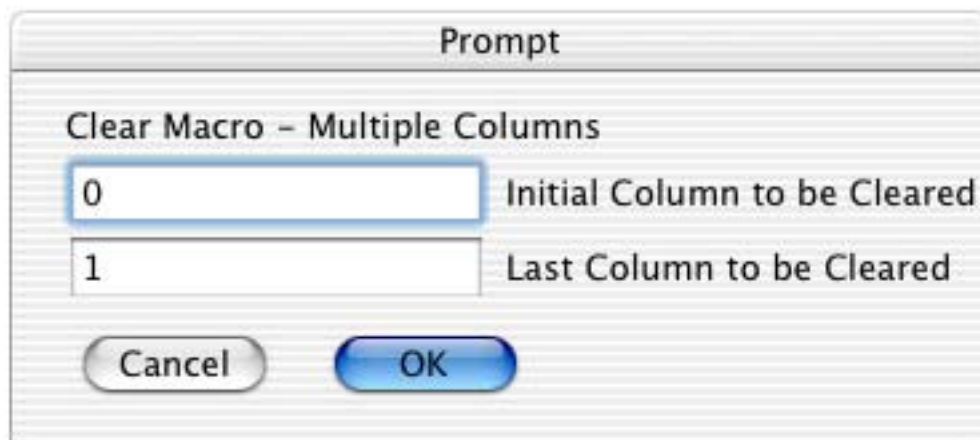 Prompt
Clear Macro – Multiple Columns
0 Initial Column to be Cleared
1 Last Column to be Cleared
Cancel OK